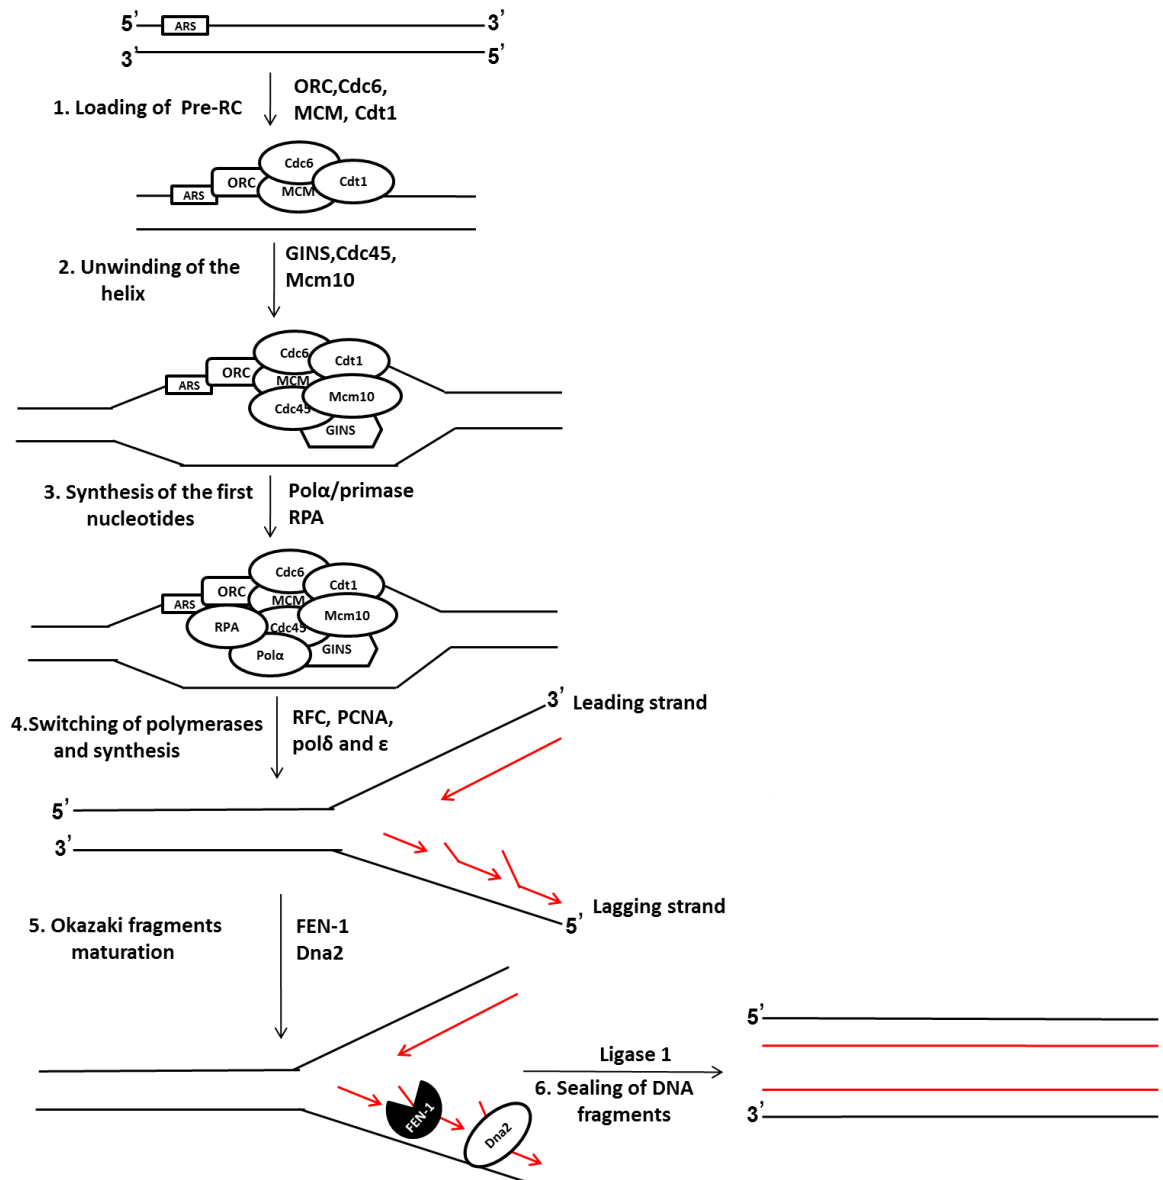 5’ ARS 3’
3’ 5’
1. Loading of Pre-RC
ORC,Cdc6,
MCM, Cdt1
Cdc6
ORC
Cdt1
MCM
ARS
2. Unwinding of the
helix
GINS,Cdc45,
Mcm10
Cdc6
Cdt1
ORC
MCM
ARS
Mcm10
Cdc45
GINS
3. Synthesis of the first
nucleotides
Polα/primase
RPA
Cdc6
Cdt1
ORC
MCM
ARS
Mcm10
RPA
Cdc45
GINS
Polα
4.Switching of polymerases
and synthesis
RFC, PCNA,
polδ and ε
3’ Leading strand
5’
3’
Lagging strand
5’
5. Okazaki fragments
maturation
FEN-1
Dna2
FEN-1
Dna2
Ligase 1
6. Sealing of DNA
fragments
5’
3’